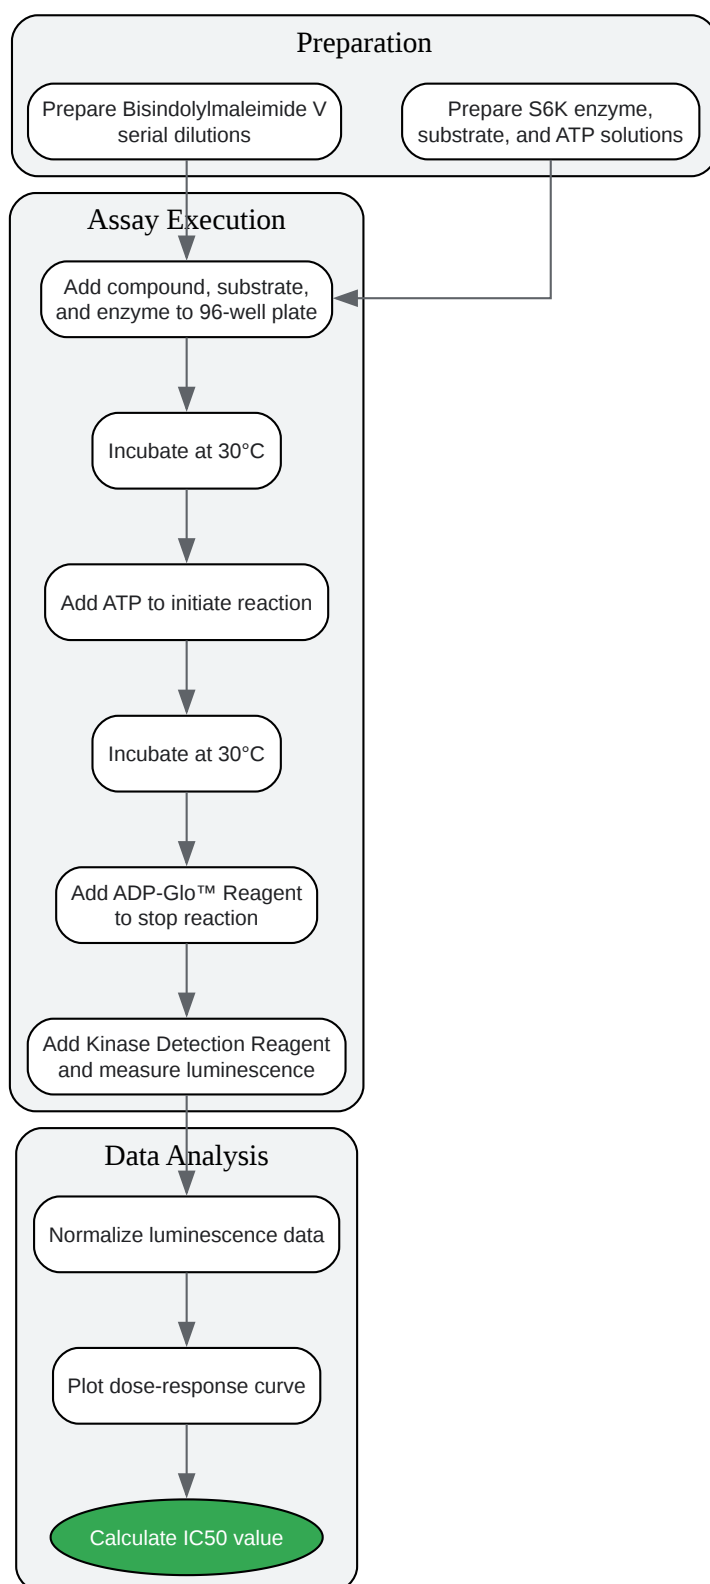 Preparation
Prepare Bisindolylmaleimide V
serial dilutions
Prepare S6K enzyme,
substrate, and ATP solutions
Assay Execution
Add compound, substrate,
and enzyme to 96-well plate
Incubate at 30°C
Add ATP to initiate reaction
Incubate at 30°C
Add ADP-Glo™ Reagent
to stop reaction
Add Kinase Detection Reagent
and measure luminescence
Data Analysis
Normalize luminescence data
Plot dose-response curve
Calculate IC50 value